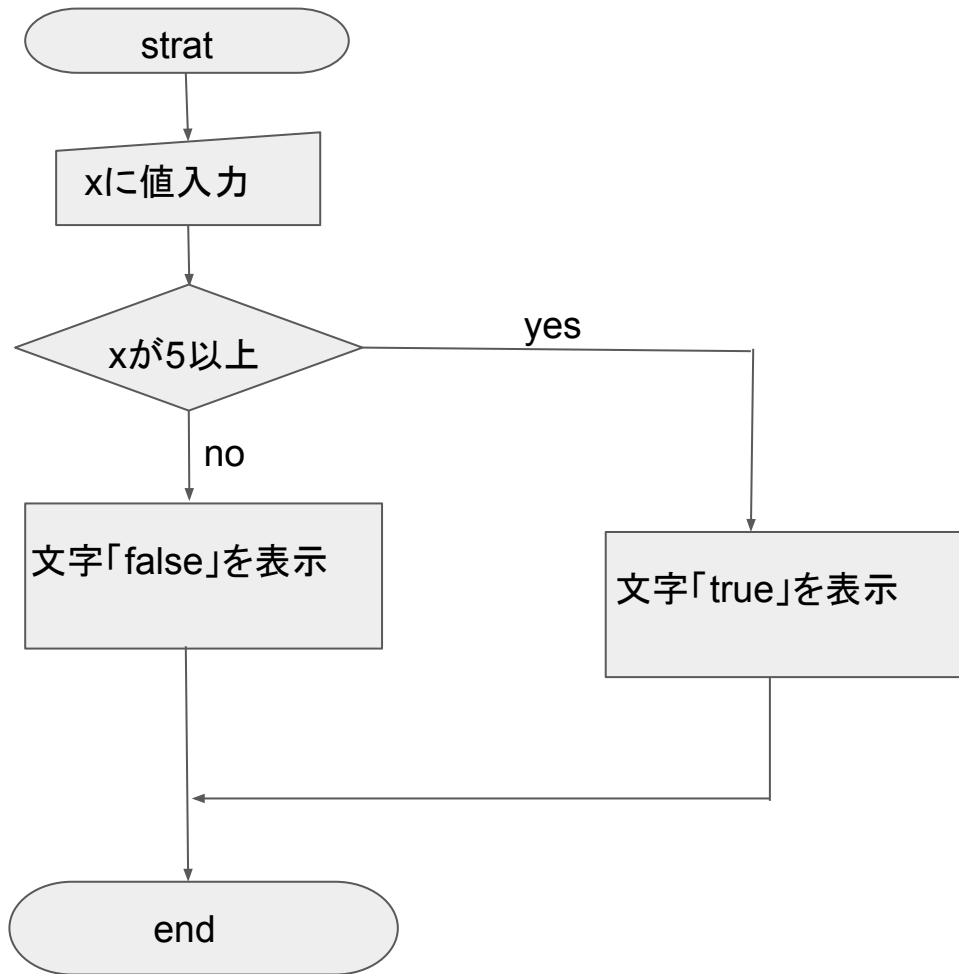 strat
xに値入力
xが5以上
yes
no
文字「false」を表示
文字「true」を表示
end